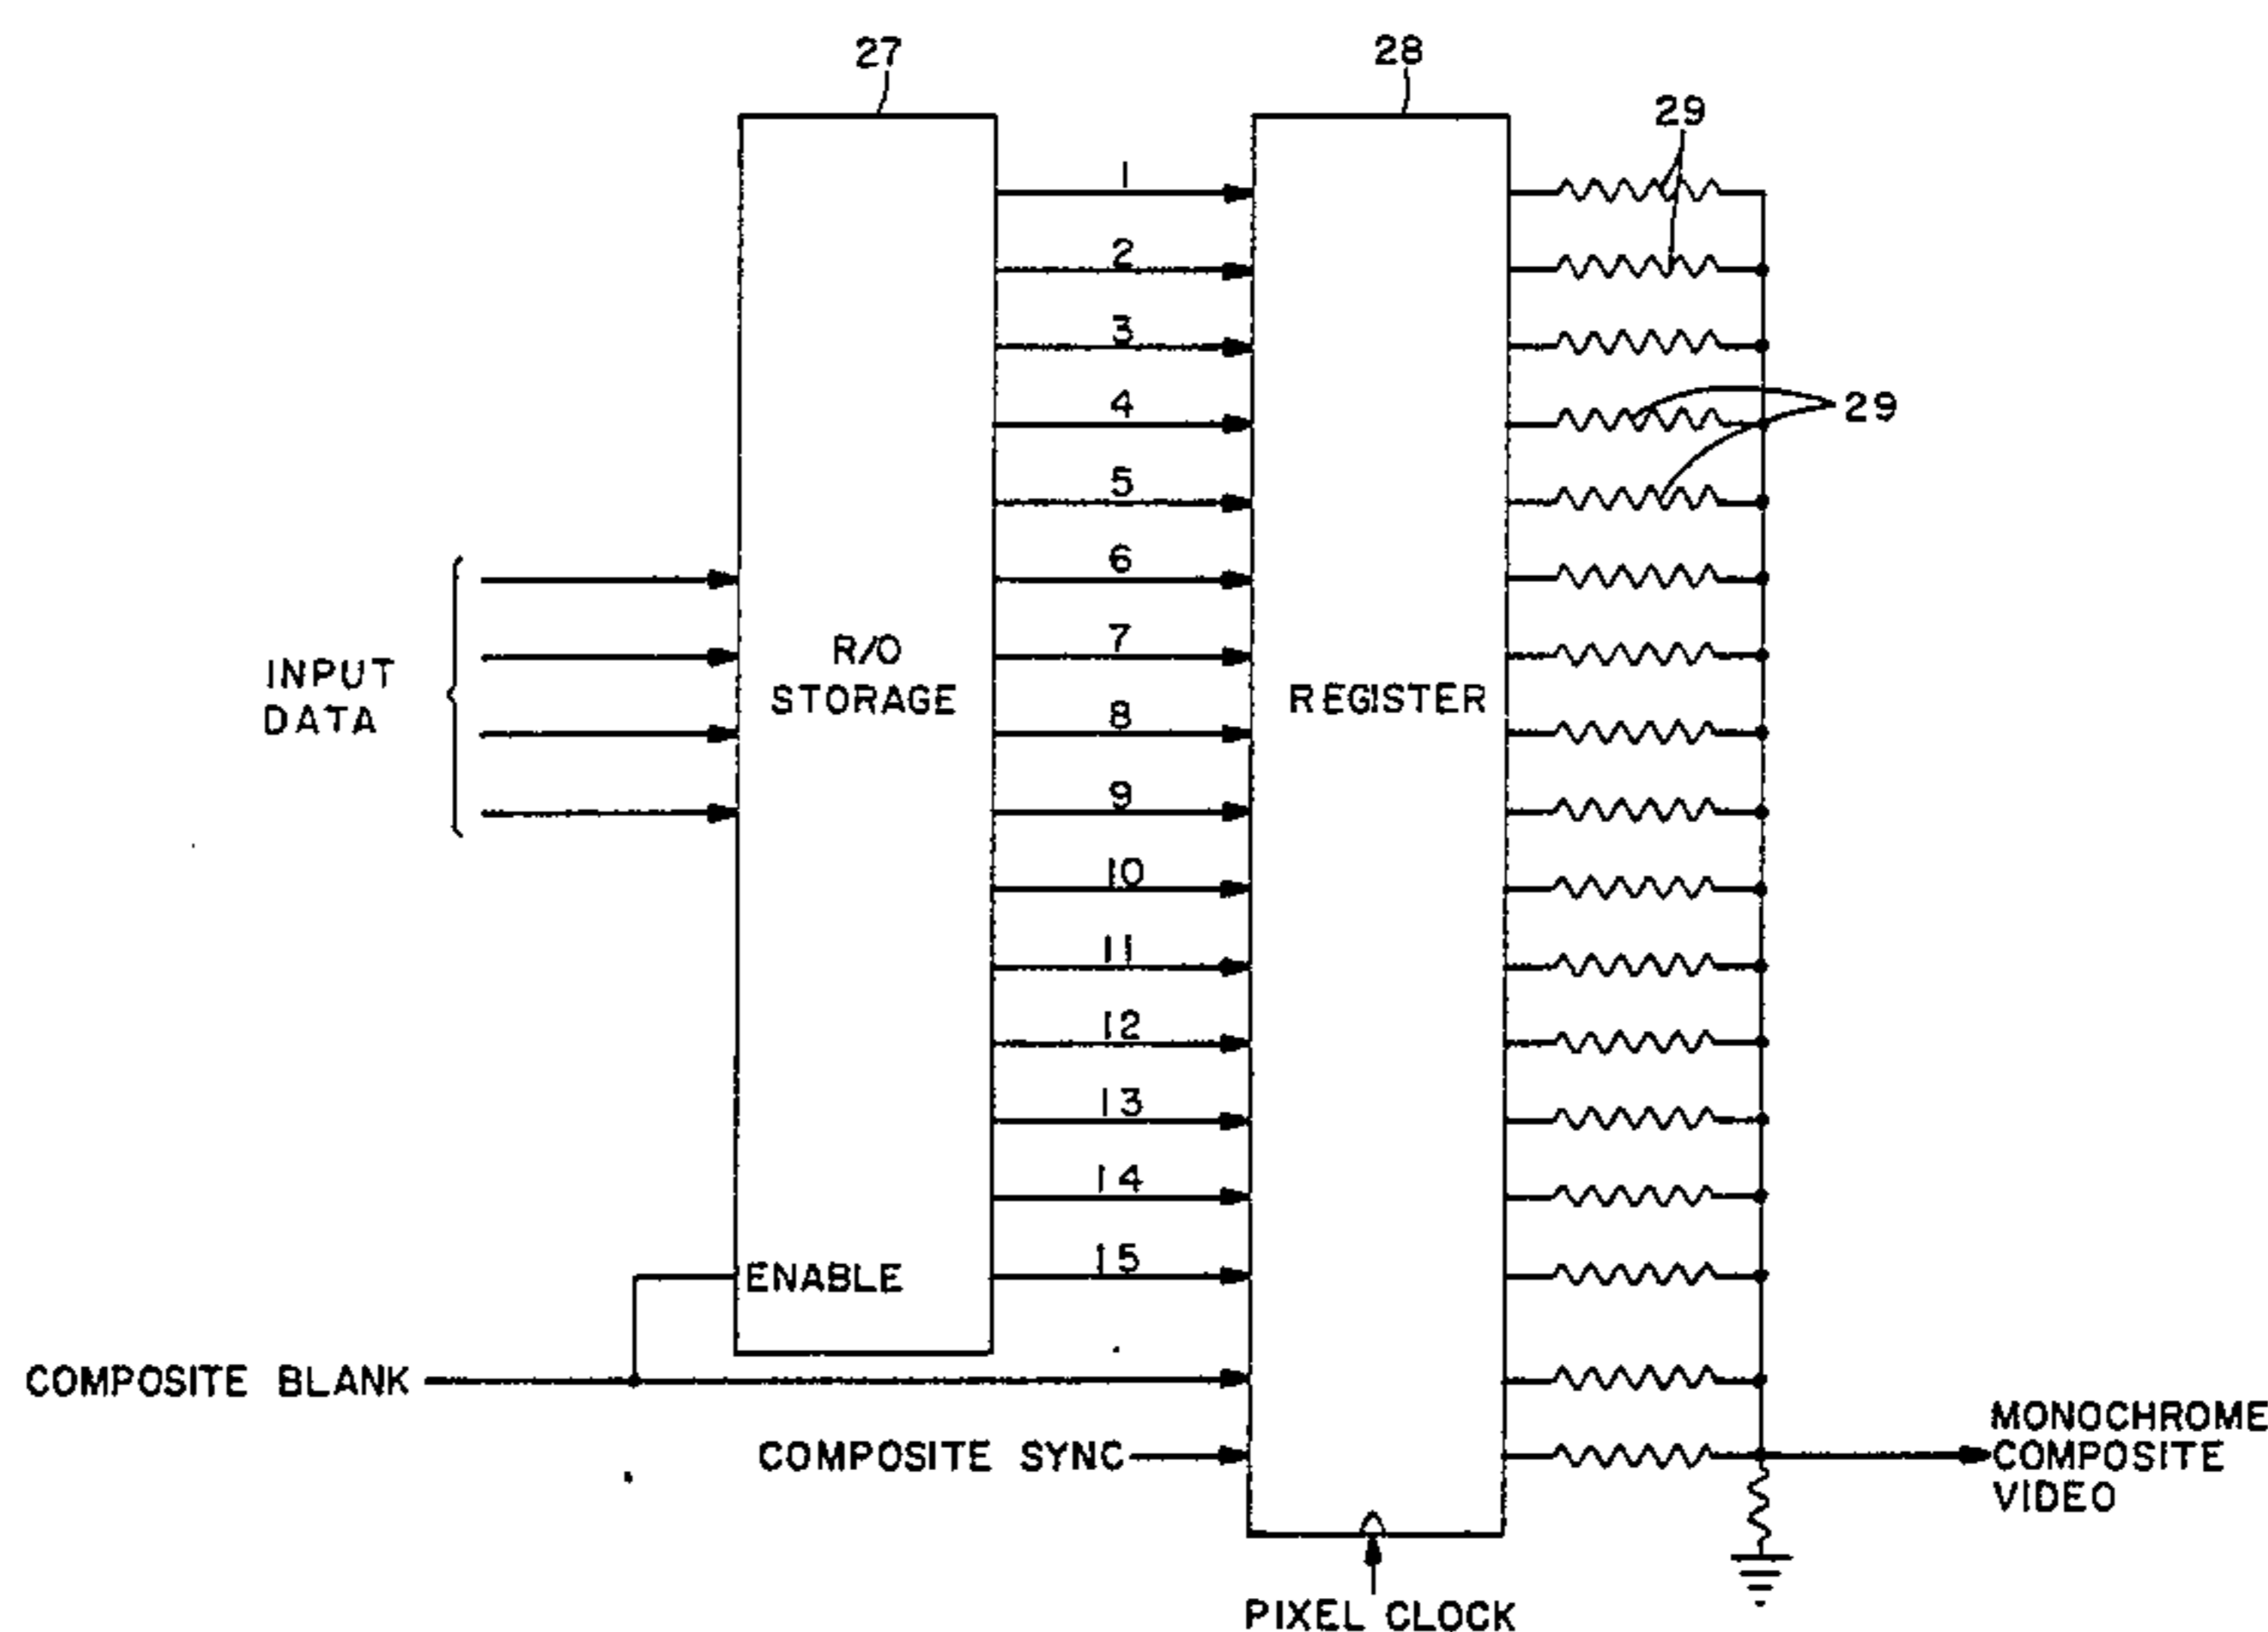 27
28
29
1
2
3
4
29
5
6
7
8
9
10
11
12
13
14
15
INPUT
DATA
R/O
STORAGE
REGISTER
ENABLE
COMPOSITE BLANK
COMPOSITE SYNC
MONOCHROME
COMPOSITE
VIDEO
PIXEL CLOCK